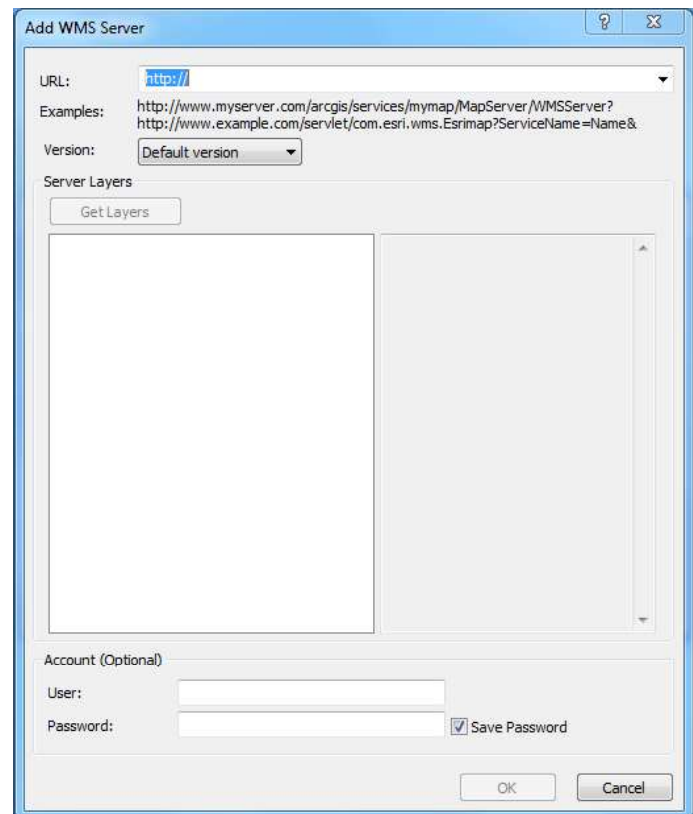 Add WMS Server
URL: http://
Examples: http://www.myserver.com/arcgis/services/mymap/MapServer/WMSServer?
http://www.example.com/servlet/com.esri.wms.Esrimap?ServiceName=Name&
Version: Default version
Server Layers
Get Layers
Account (Optional)
User:
Password: Save Password
OK Cancel